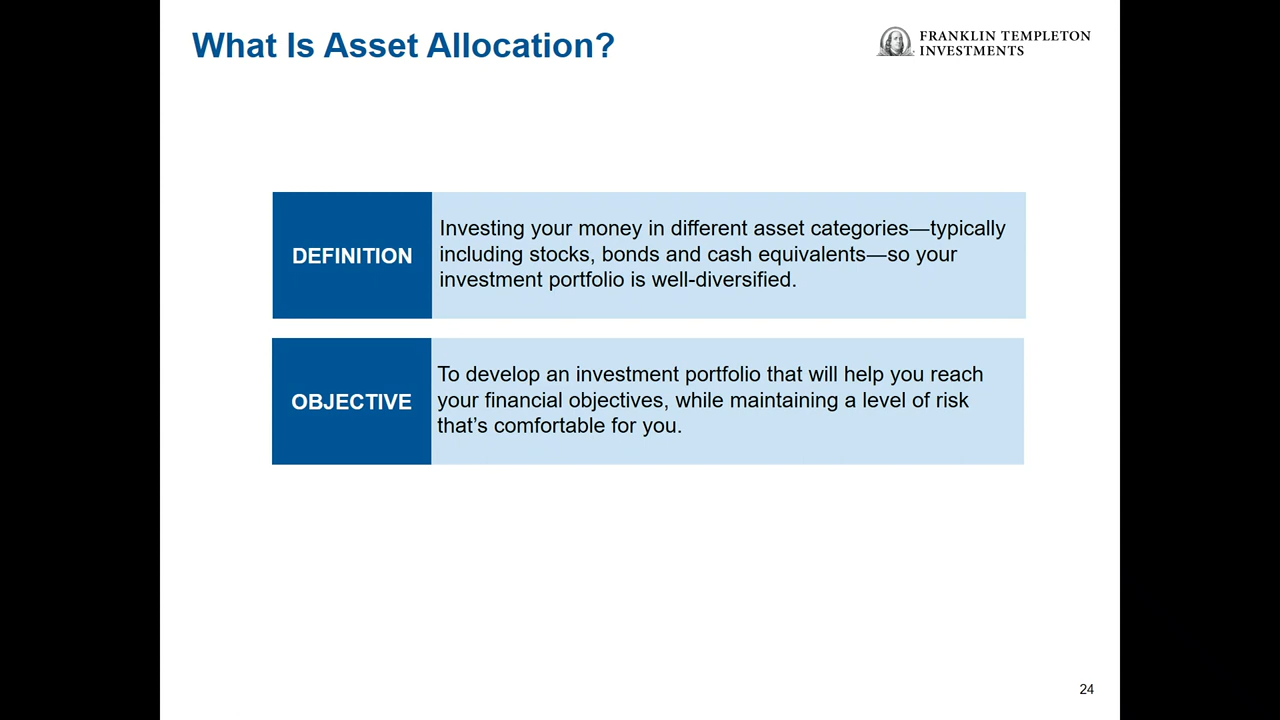 What Is Asset Allocation?
FRANKLIN TEMPLETON
INVESTMENTS
DEFINITION
Investing your money in different asset categories—typically
including stocks, bonds and cash equivalents—so your
investment portfolio is well-diversified.
OBJECTIVE
To develop an investment portfolio that will help you reach
your financial objectives, while maintaining a level of risk
that’s comfortable for you.
24